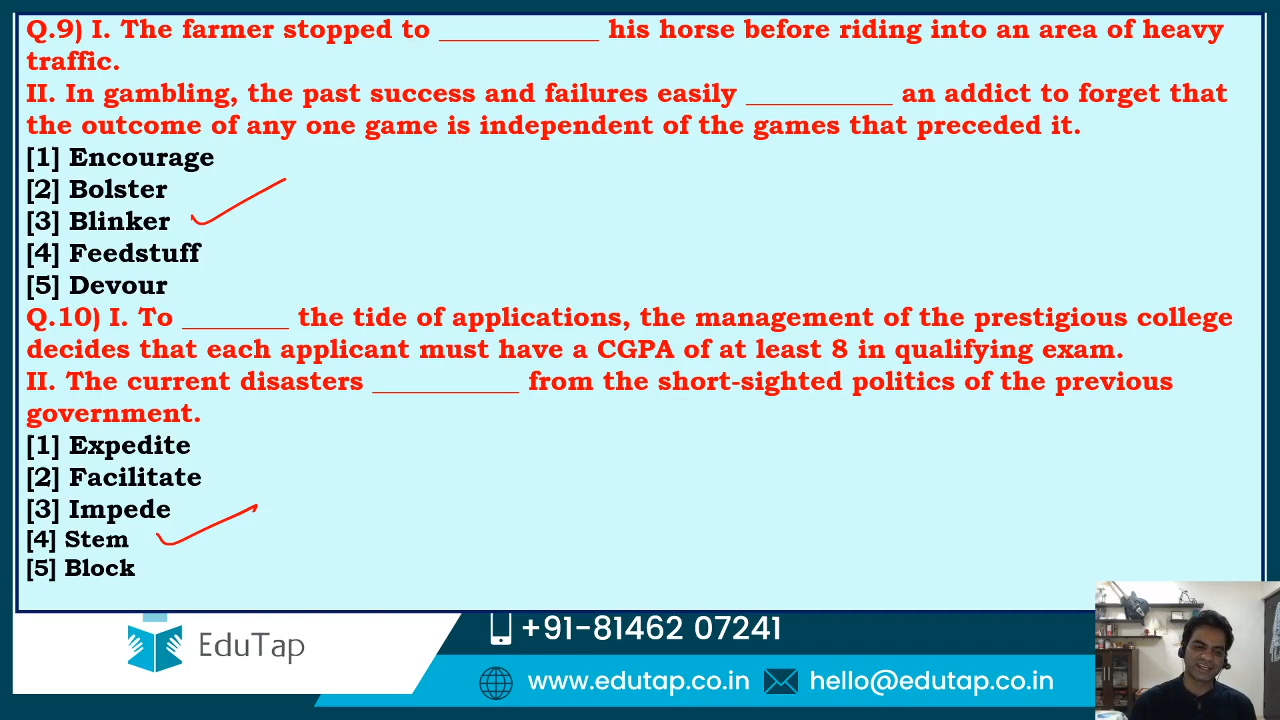 Q.9) I. The farmer stopped to ____________ his horse before riding into an area of heavy
traffic.
II. In gambling, the past success and failures easily ___________ an addict to forget that
the outcome of any one game is independent of the games that preceded it.
[1] Encourage
[2] Bolster
[3] Blinker
[4] Feedstuff
[5] Devour
Q.10) I. To ________ the tide of applications, the management of the prestigious college
decides that each applicant must have a CGPA of at least 8 in qualifying exam.
II. The current disasters ___________ from the short-sighted politics of the previous
government.
[1] Expedite
[2] Facilitate
[3] Impede
[4] Stem
[5] Block
EduTap
+91-81462 07241
www.edutap.co.in
hello@edutap.co.in